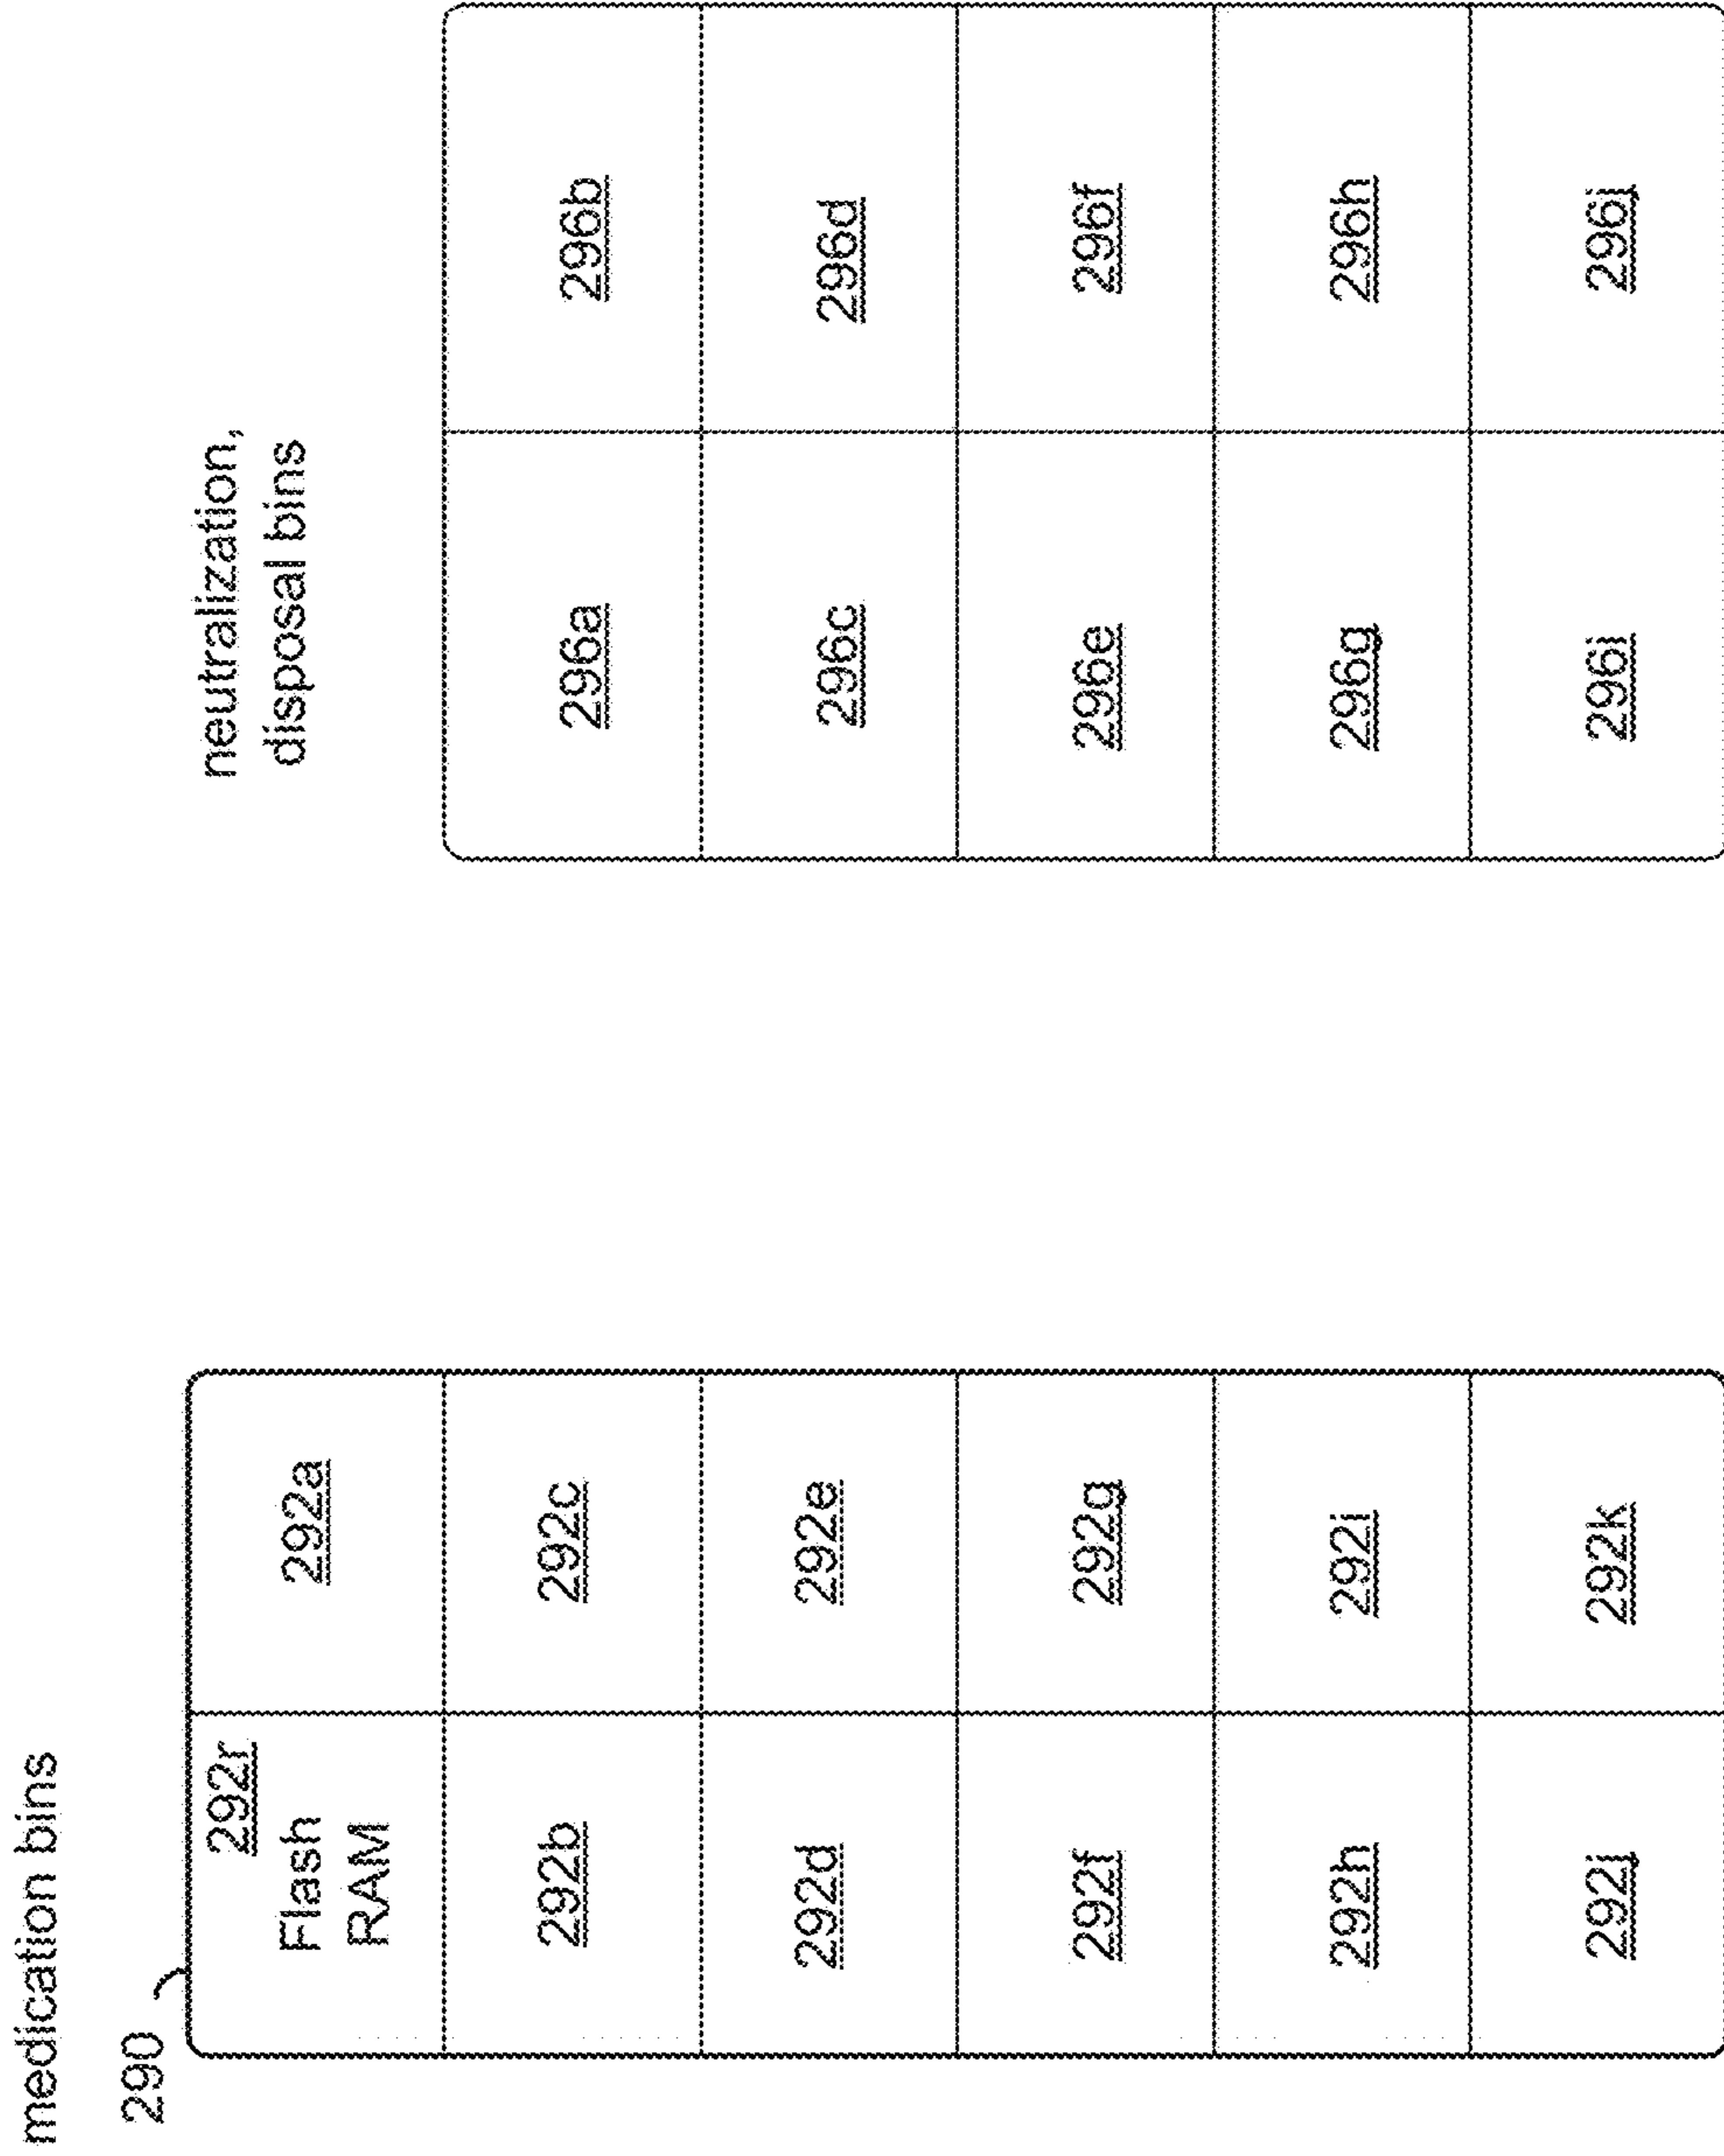 medication bins
290
292r
Flash
RAM
292a
292b
292c
292d
292e
292f
292g
292h
292i
292j
292k
neutralization,
disposal bins
296a
296b
296c
296d
296e
296f
296g
296h
296i
296j